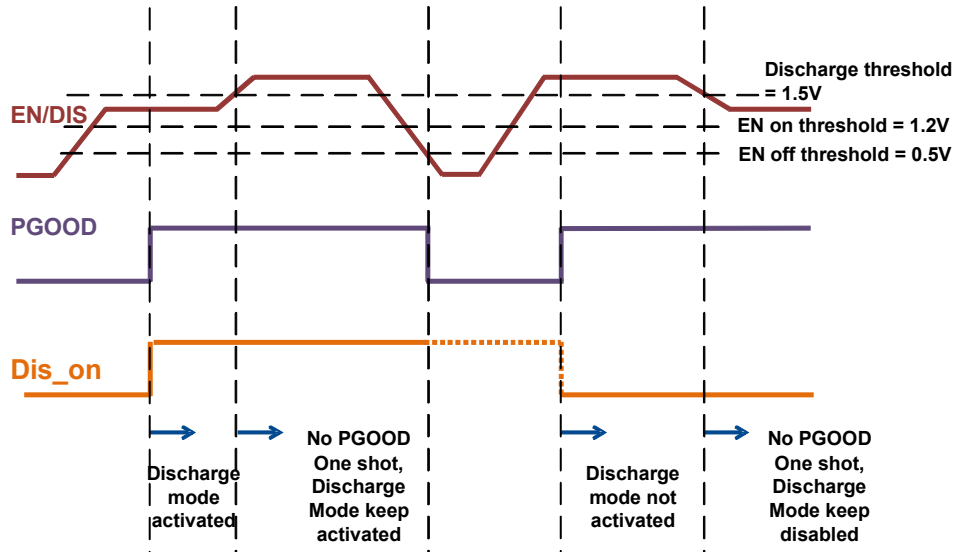 Discharge threshold
= 1.5V
EN/DIS
EN on threshold = 1.2V
EN off threshold = 0.5V
PGOOD
Dis_on
Discharge
mode
activated
No PGOOD
One shot,
Discharge
Mode keep
activated
Discharge
mode not
activated
No PGOOD
One shot,
Discharge
Mode keep
disabled